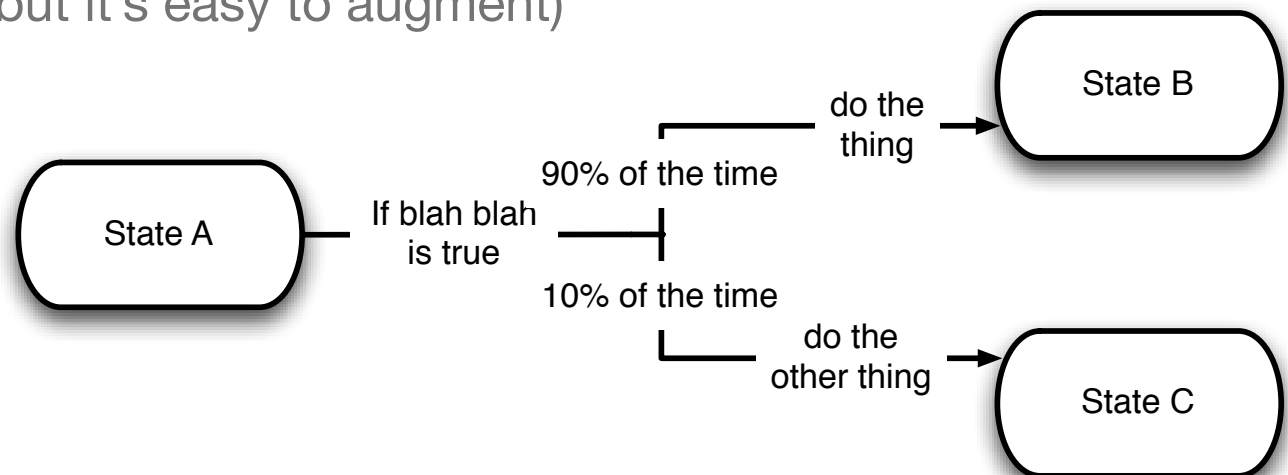 but it's easy to augment)
State B
do the
thing
90% of the time
If blah blah
is true
State A
10% of the time
do the
other thing
State C